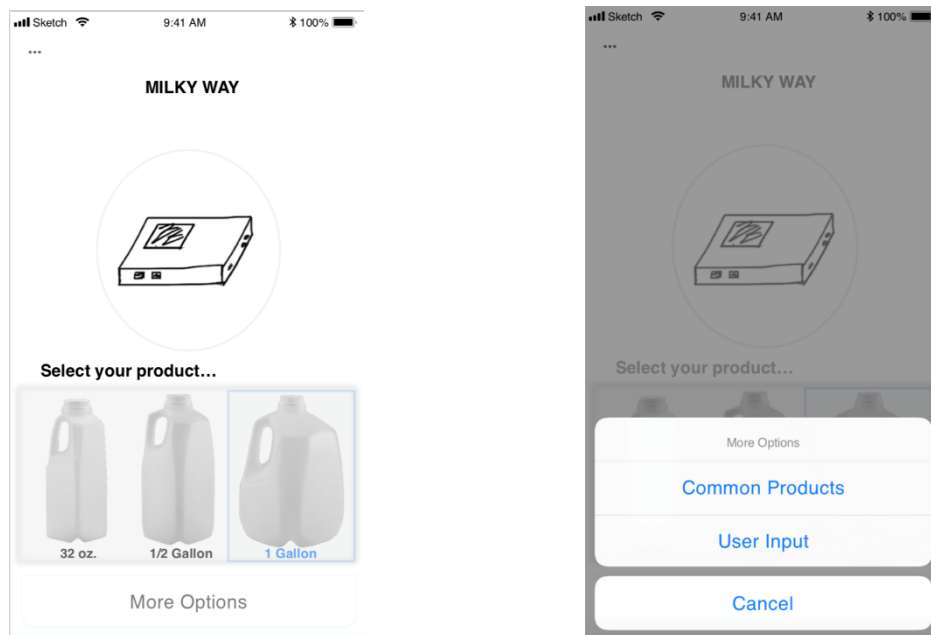 Sketch 9:41 AM 100%
...
MILKY WAY
Select your product...
32 oz. 1/2 Gallon 1 Gallon
More Options
Sketch 9:41 AM 100%
...
MILKY WAY
Select your product...
More Options
Common Products
User Input
Cancel